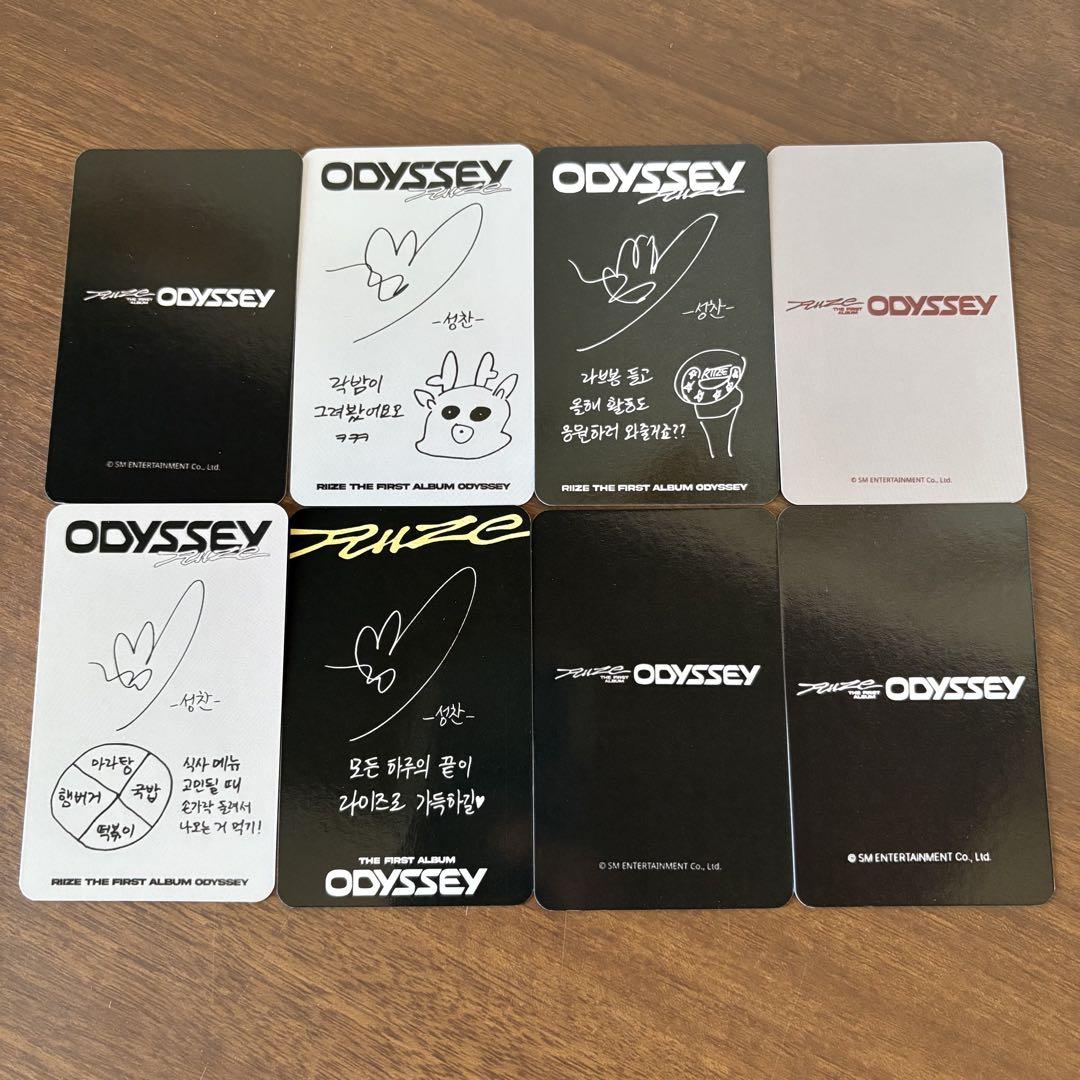 RIIZE THE FIRST ALBUM ODYSSEY
© SM ENTERTAINMENT Co., Ltd.
ODYSSEY
RIIZE
-성찬-
락밤이
그려봤어요오
ㅋㅋㅋ
RIIZE THE FIRST ALBUM ODYSSEY
ODYSSEY
RIIZE
-성찬-
라브봉 들고
올해 활동도
응원하러 와줄거죠??
RIIZE
RIIZE THE FIRST ALBUM ODYSSEY
RIIZE THE FIRST ALBUM ODYSSEY
© SM ENTERTAINMENT Co., Ltd.
ODYSSEY
RIIZE
-성찬-
마라탕
햄버거
국밥
떡볶이
식사 메뉴
고민될 때
손가락 돌려서
나오는 거 먹기!
RIIZE THE FIRST ALBUM ODYSSEY
RIIZE
-성찬-
모든 하루의 끝이
라이즈로 가득하길♥
THE FIRST ALBUM
ODYSSEY
RIIZE THE FIRST ALBUM ODYSSEY
© SM ENTERTAINMENT Co., Ltd.
RIIZE THE FIRST ALBUM ODYSSEY
© SM ENTERTAINMENT Co., Ltd.